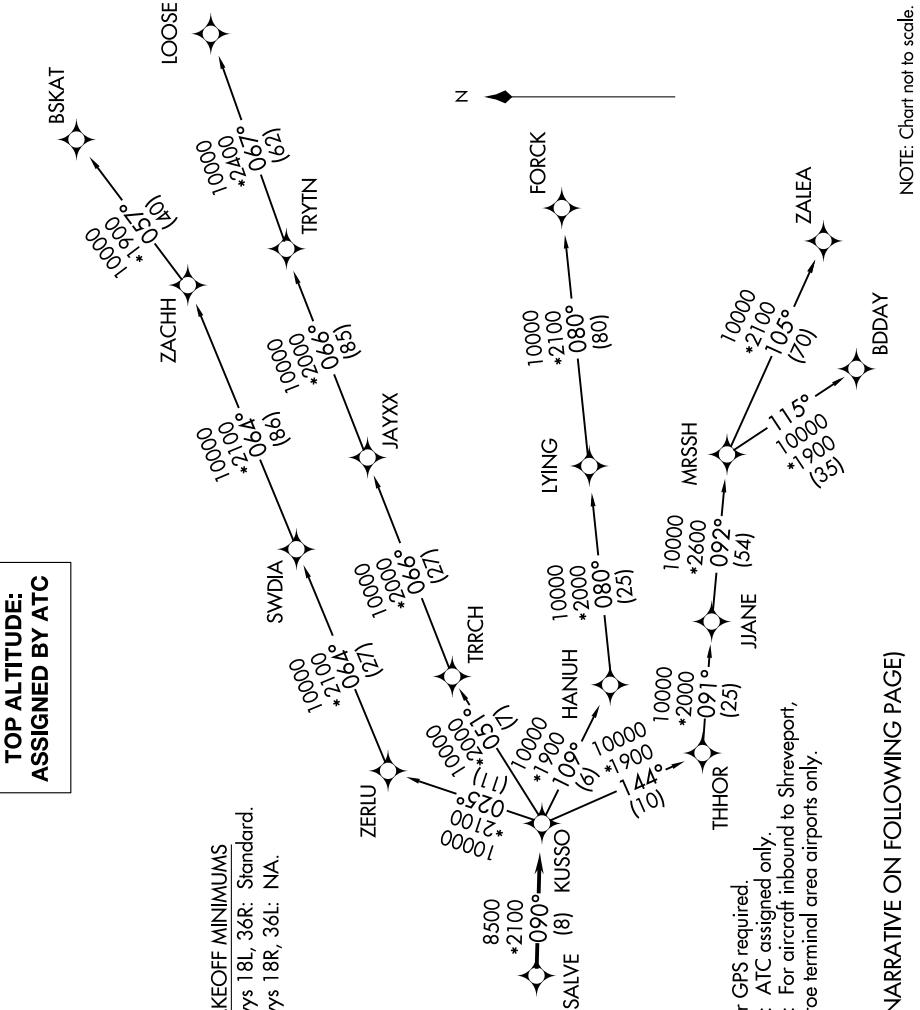 TOP ALTITUDE:
ASSIGNED BY ATC
LOOSE
BSKAT
10000
*1900
057°
(40)
10000
*2400
067°
(62)
ZACHH
TRYTN
N
10000
*2100
064°
(86)
10000
*2000
066°
(85)
SWDIA
JAYXX
10000
*2100
064°
(27)
10000
*2000
066°
(27)
ZERLU
TRRCH
10000
*2100
025°
(11)
10000
*2000
051°
(7)
FORCK
10000
*2100
080°
(80)
LYING
10000
*2000
080°
(25)
HANUH
10000
*1900
109°
(6)
8500
*2100
090°
(8)
SALVE
KUSSO
10000
*1900
144°
(10)
THHOR
10000
*2000
091°
(25)
JJANE
10000
*2600
092°
(54)
MRSSH
10000
*2100
105°
(70)
ZALEA
115°
10000
*1900
(35)
BDDAY
KEOFF MINIMUMS
ys 18L, 36R: Standard.
ys 18R, 36L: NA.
GPS required.
: ATC assigned only.
: For aircraft inbound to Shreveport,
roe terminal area airports only.
NARRATIVE ON FOLLOWING PAGE)
NOTE: Chart not to scale.